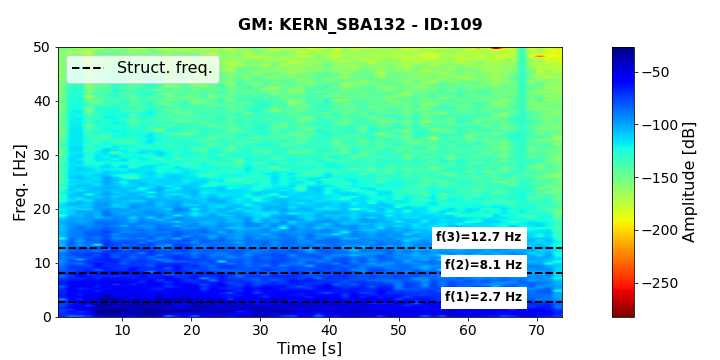 GM: KERN_SBA132 - ID:109
50
40
30
20
10
0
Freq. [Hz]
Struct. freq.
f(3)=12.7 Hz
f(2)=8.1 Hz
f(1)=2.7 Hz
10 20 30 40 50 60 70
Time [s]
−50
−100
−150
−200
−250
Amplitude [dB]